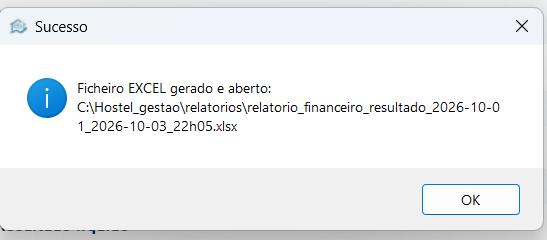 Sucesso
Ficheiro EXCEL gerado e aberto:
C:\Hostel_gestao\relatorios\relatorio_financeiro_resultado_2026-10-0
1_2026-10-03_22h05.xlsx
OK